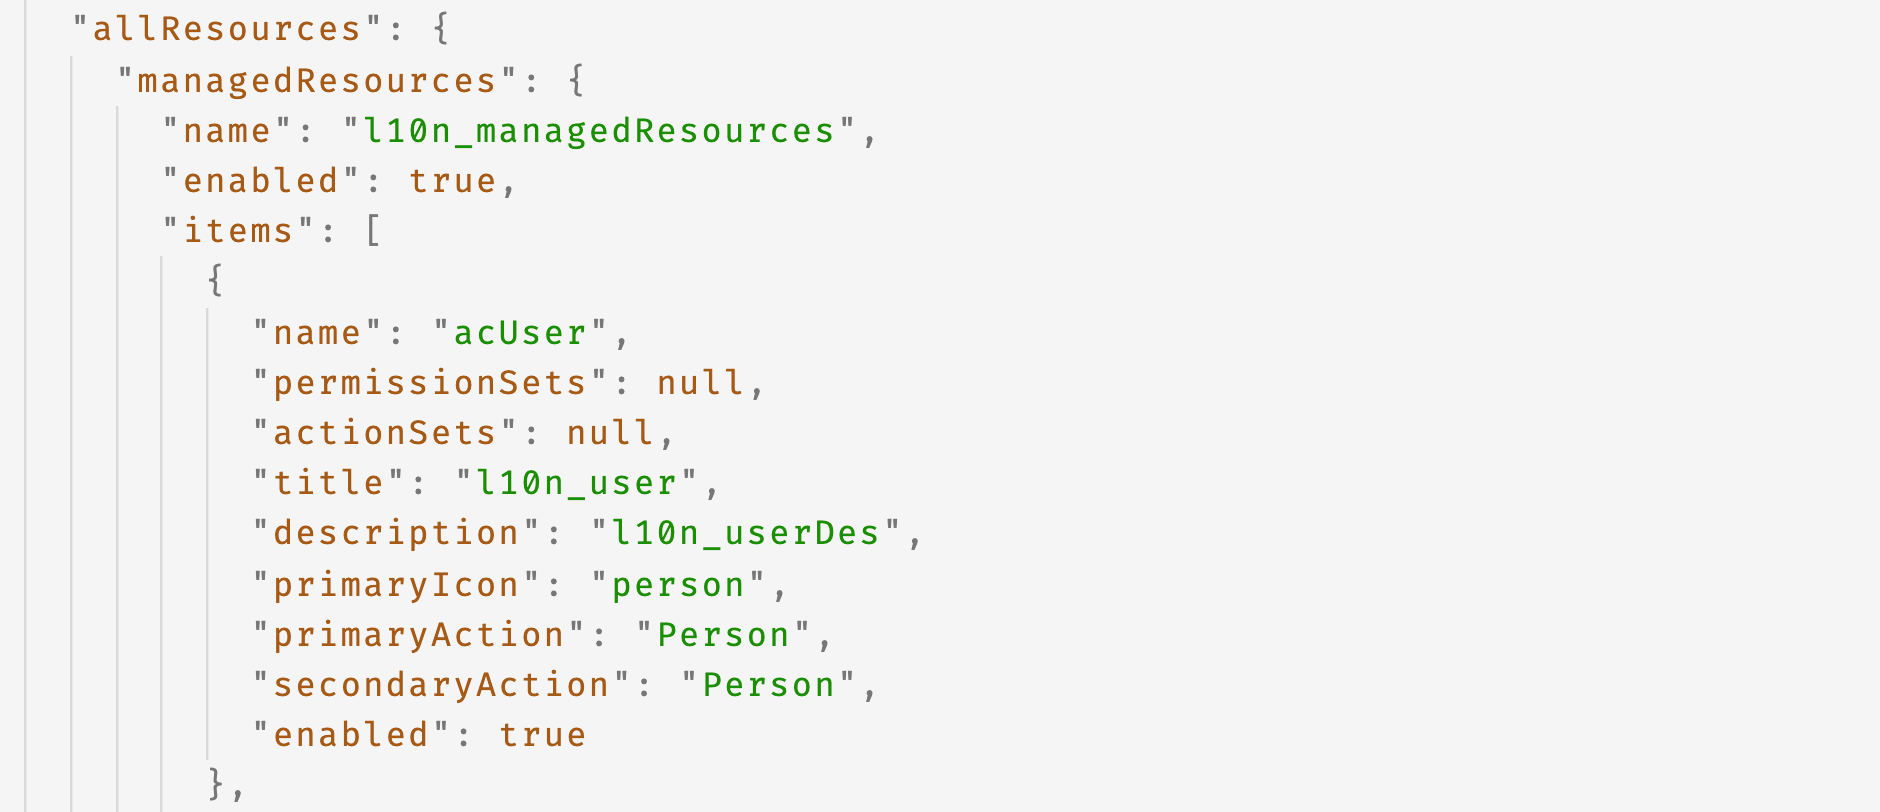 "allResources": {
"managedResources": {
"name": "l10n_managedResources",
"enabled": true,
"items": [
{
"name": "acUser",
"permissionSets": null,
"actionSets": null,
"title": "l10n_user",
"description": "l10n_userDes",
"primaryIcon": "person",
"primaryAction": "Person",
"secondaryAction": "Person",
"enabled": true
},